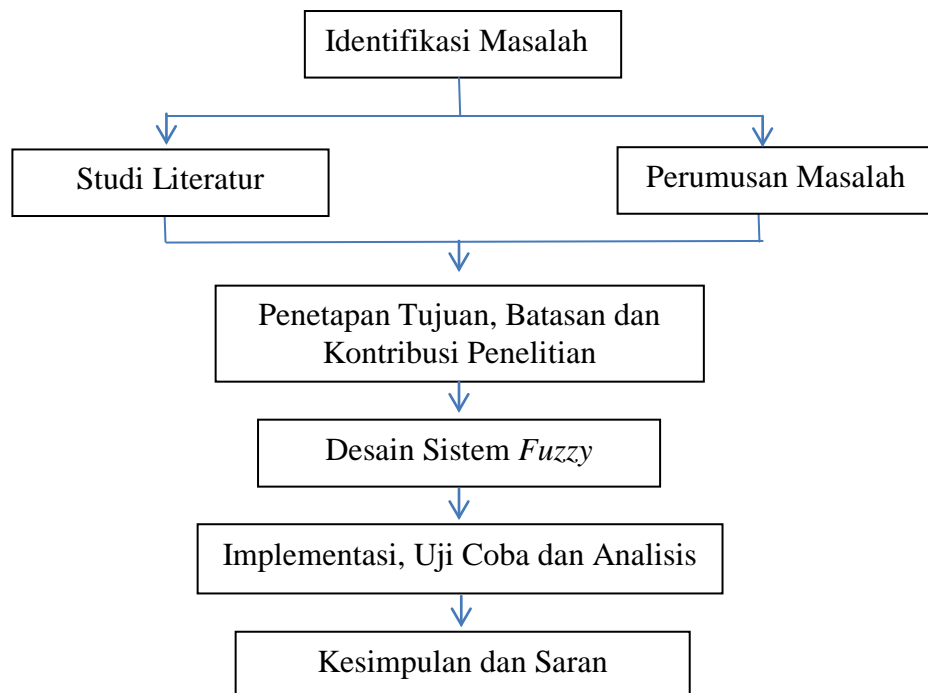 Identifikasi Masalah
Studi Literatur
Perumusan Masalah
Penetapan Tujuan, Batasan dan
Kontribusi Penelitian
Desain Sistem Fuzzy
Implementasi, Uji Coba dan Analisis
Kesimpulan dan Saran